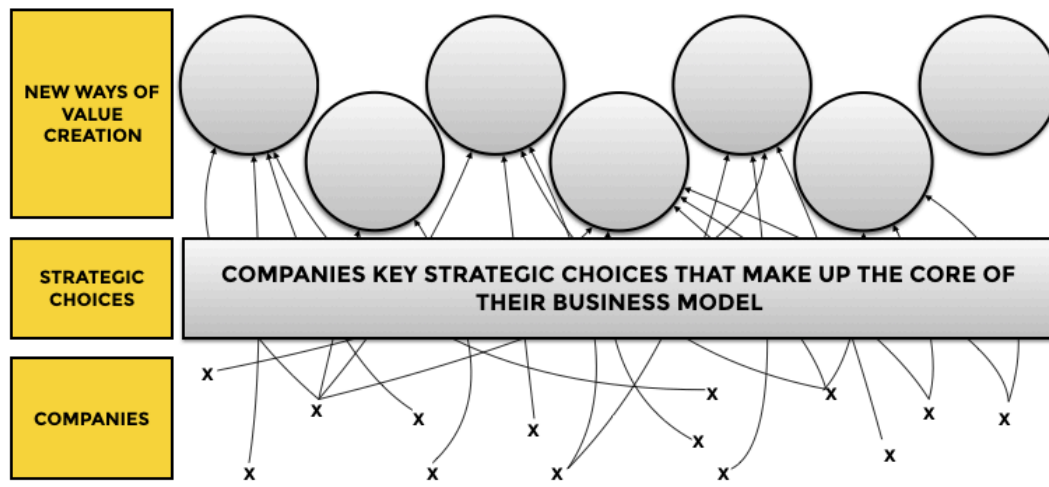 NEW WAYS OF
VALUE
CREATION
STRATEGIC
CHOICES
COMPANIES KEY STRATEGIC CHOICES THAT MAKE UP THE CORE OF
THEIR BUSINESS MODEL
COMPANIES
X
X
X
X
X
X
X
X
X
X
X
X
X
X